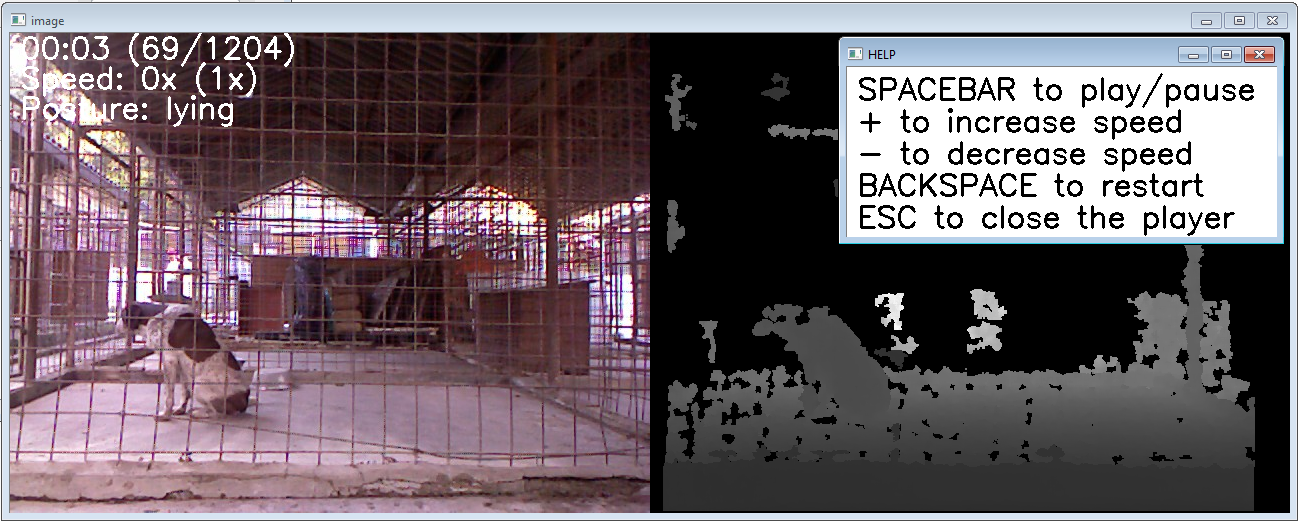 image
00:03 (69/1204)
Speed: 0x (1x)
Posture: lying
HELP
SPACEBAR to play/pause
+ to increase speed
- to decrease speed
BACKSPACE to restart
ESC to close the player